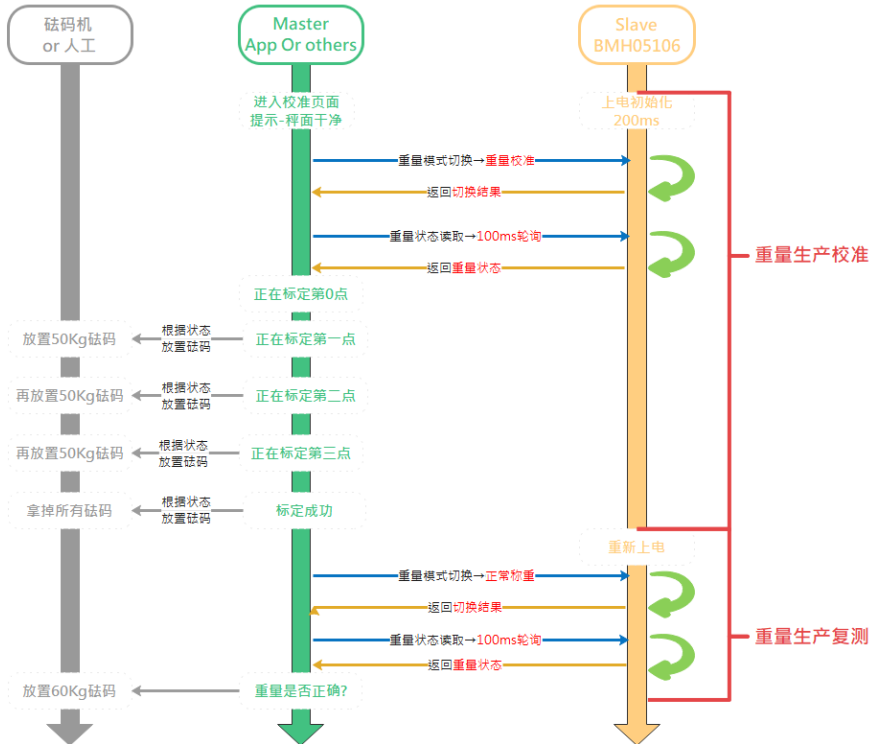 砝码机
or 人工
Master
App Or others
Slave
BMH05106
进入校准页面
提示-秤面干净
上电初始化
200ms
重量模式切换→重量校准
返回切换结果
重量状态读取→100ms轮询
返回重量状态
重量生产校准
正在标定第0点
放置50Kg砝码
根据状态
放置砝码
正在标定第一点
再放置50Kg砝码
根据状态
放置砝码
正在标定第二点
再放置50Kg砝码
根据状态
放置砝码
正在标定第三点
拿掉所有砝码
根据状态
放置砝码
标定成功
重新上电
重量模式切换→正常称重
返回切换结果
重量状态读取→100ms轮询
返回重量状态
重量生产复测
放置60Kg砝码
重量是否正确?